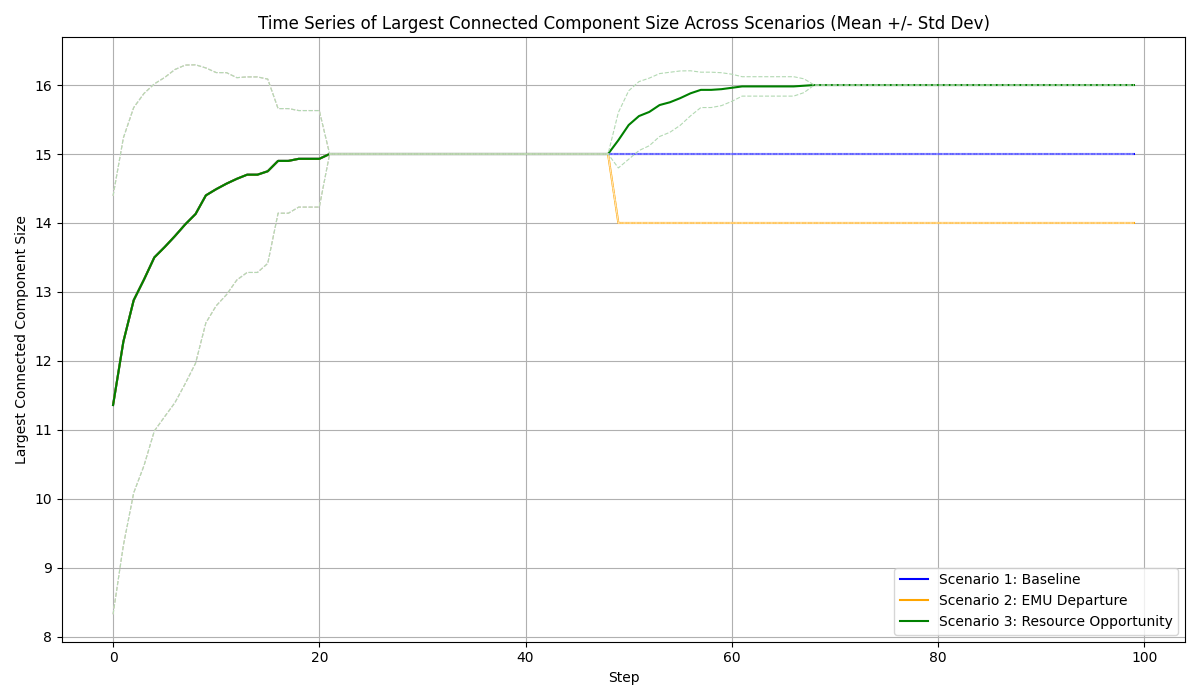 Time Series of Largest Connected Component Size Across Scenarios (Mean +/- Std Dev)
Largest Connected Component Size
16
15
14
13
12
11
10
9
8
0
20
40
60
80
100
Step
Scenario 1: Baseline
Scenario 2: EMU Departure
Scenario 3: Resource Opportunity